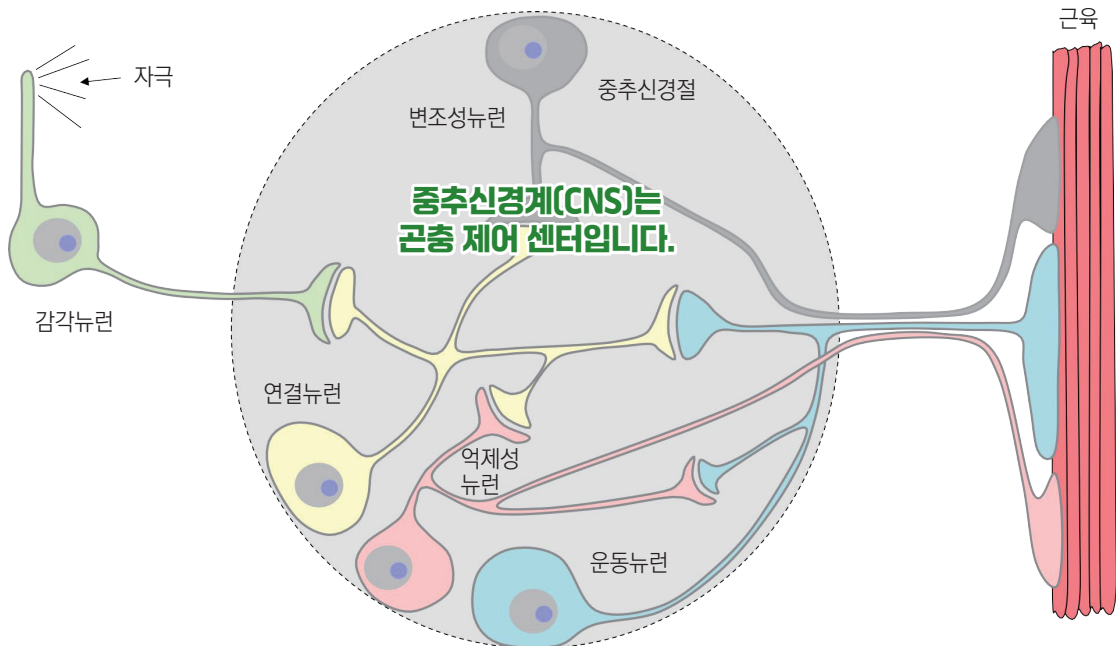 근육
자극
중추신경절
변조성뉴런
중추신경계(CNS)는
곤충 제어 센터입니다.
감각뉴런
연결뉴런
억제성
뉴런
운동뉴런